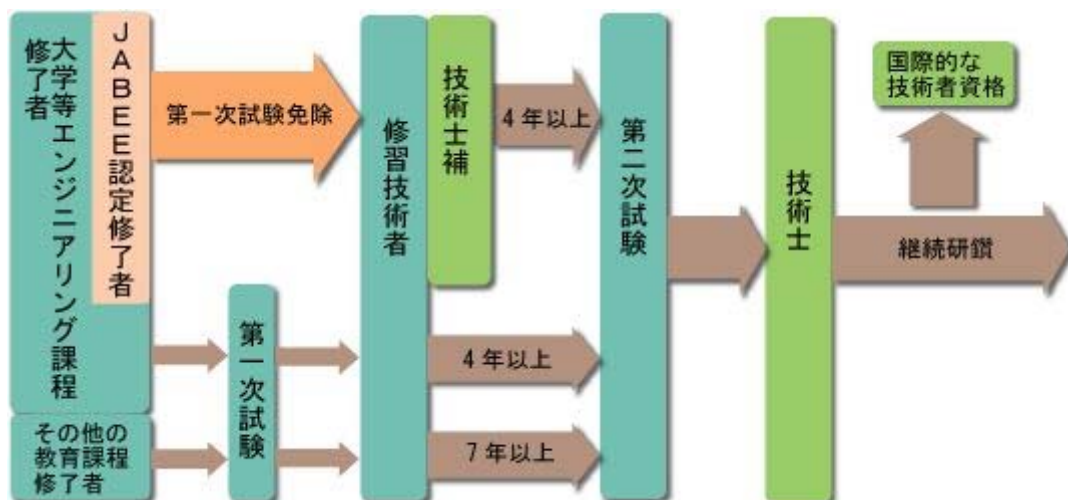 大学等エンジニアリング課程
修了者
JABEE認定修了者
第一次試験免除
その他の
教育課程
修了者
第一次試験
修習技術者
技術士補
4年以上
4年以上
7年以上
第二次試験
技術士
国際的な
技術者資格
継続研鑽